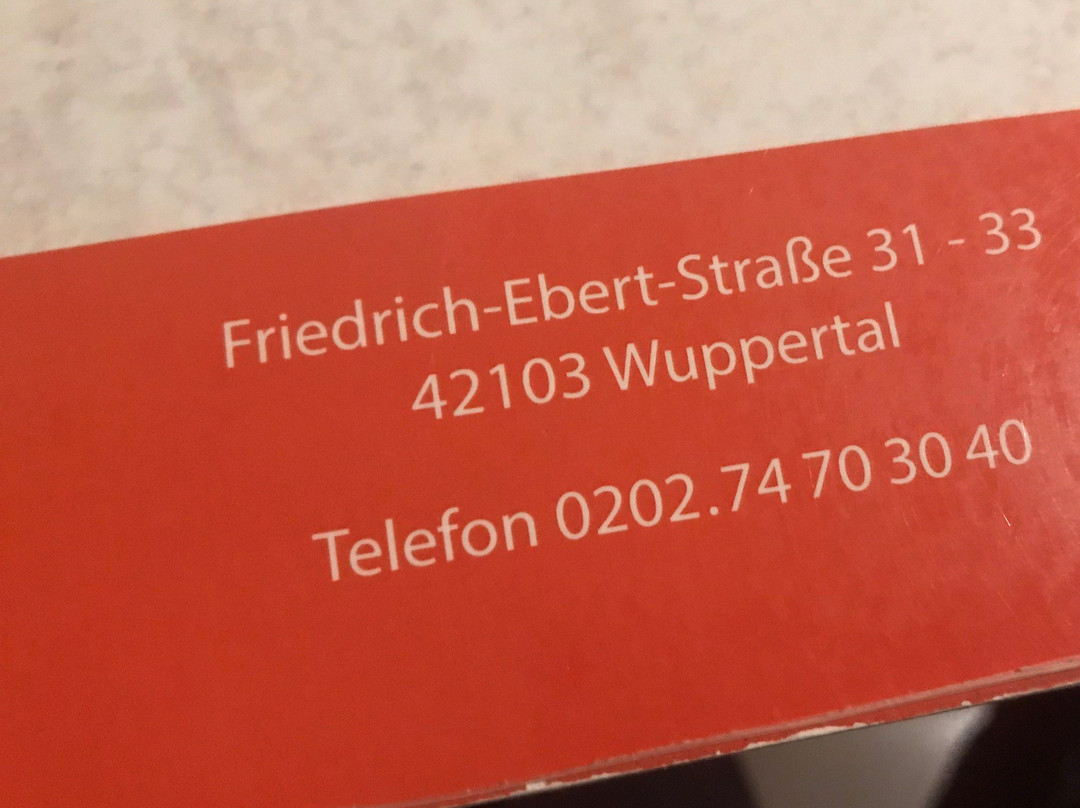 Friedrich-Ebert-Straße 31 - 33
42103 Wuppertal
Telefon 0202.74 70 30 40